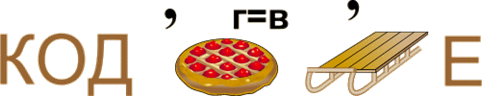 КОД , г=в , Е